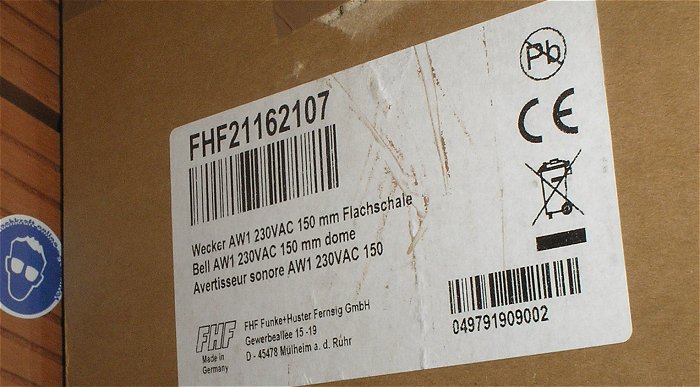 FHF21162107
Pb
CE
Wecker AW1 230VAC 150 mm Flachschale
Bell AW1 230VAC 150 mm dome
Avertisseur sonore AW1 230VAC 150
FHF
Made in
Germany
FHF Funke+Huster Fernsig GmbH
Gewerbeallee 15 -19
D - 45478 Mülheim a. d. Ruhr
049791909002